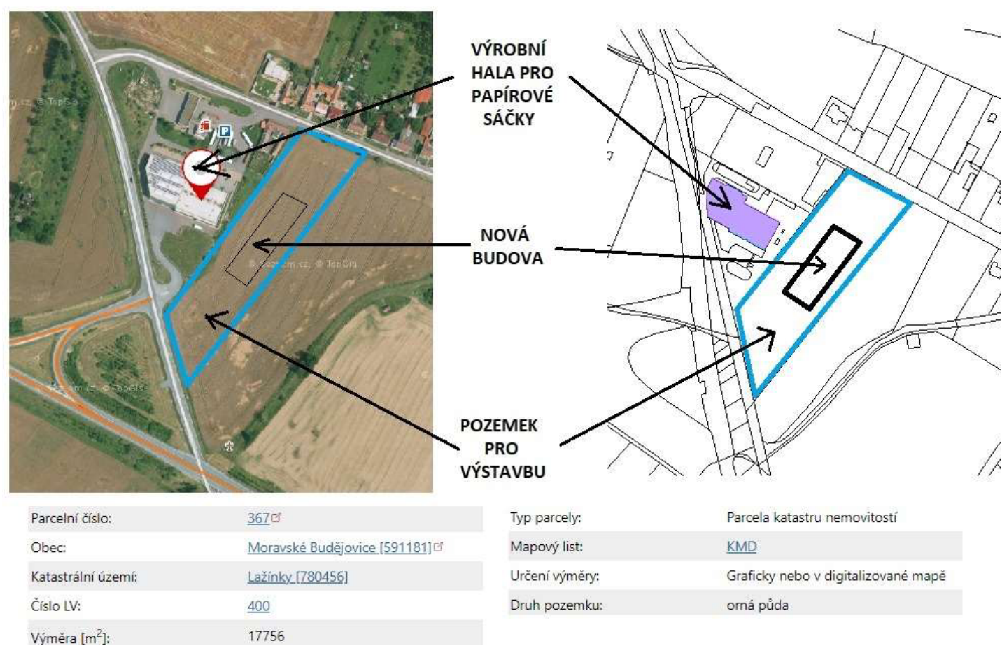 VÝROBNÍ
HALA PRO
PAPÍROVÉ
SÁČKY
NOVÁ
BUDOVA
POZEMEK
PRO
VÝSTAVBU
Parcelní číslo: 367
Obec: Moravské Budějovice [591181]
Katastrální území: Lažínky [780456]
Číslo LV: 400
Výměra [m²]: 17756
Typ parcely: Parcela katastru nemovitostí
Mapový list: KMD
Určení výměry: Graficky nebo v digitalizované mapě
Druh pozemku: orná půda